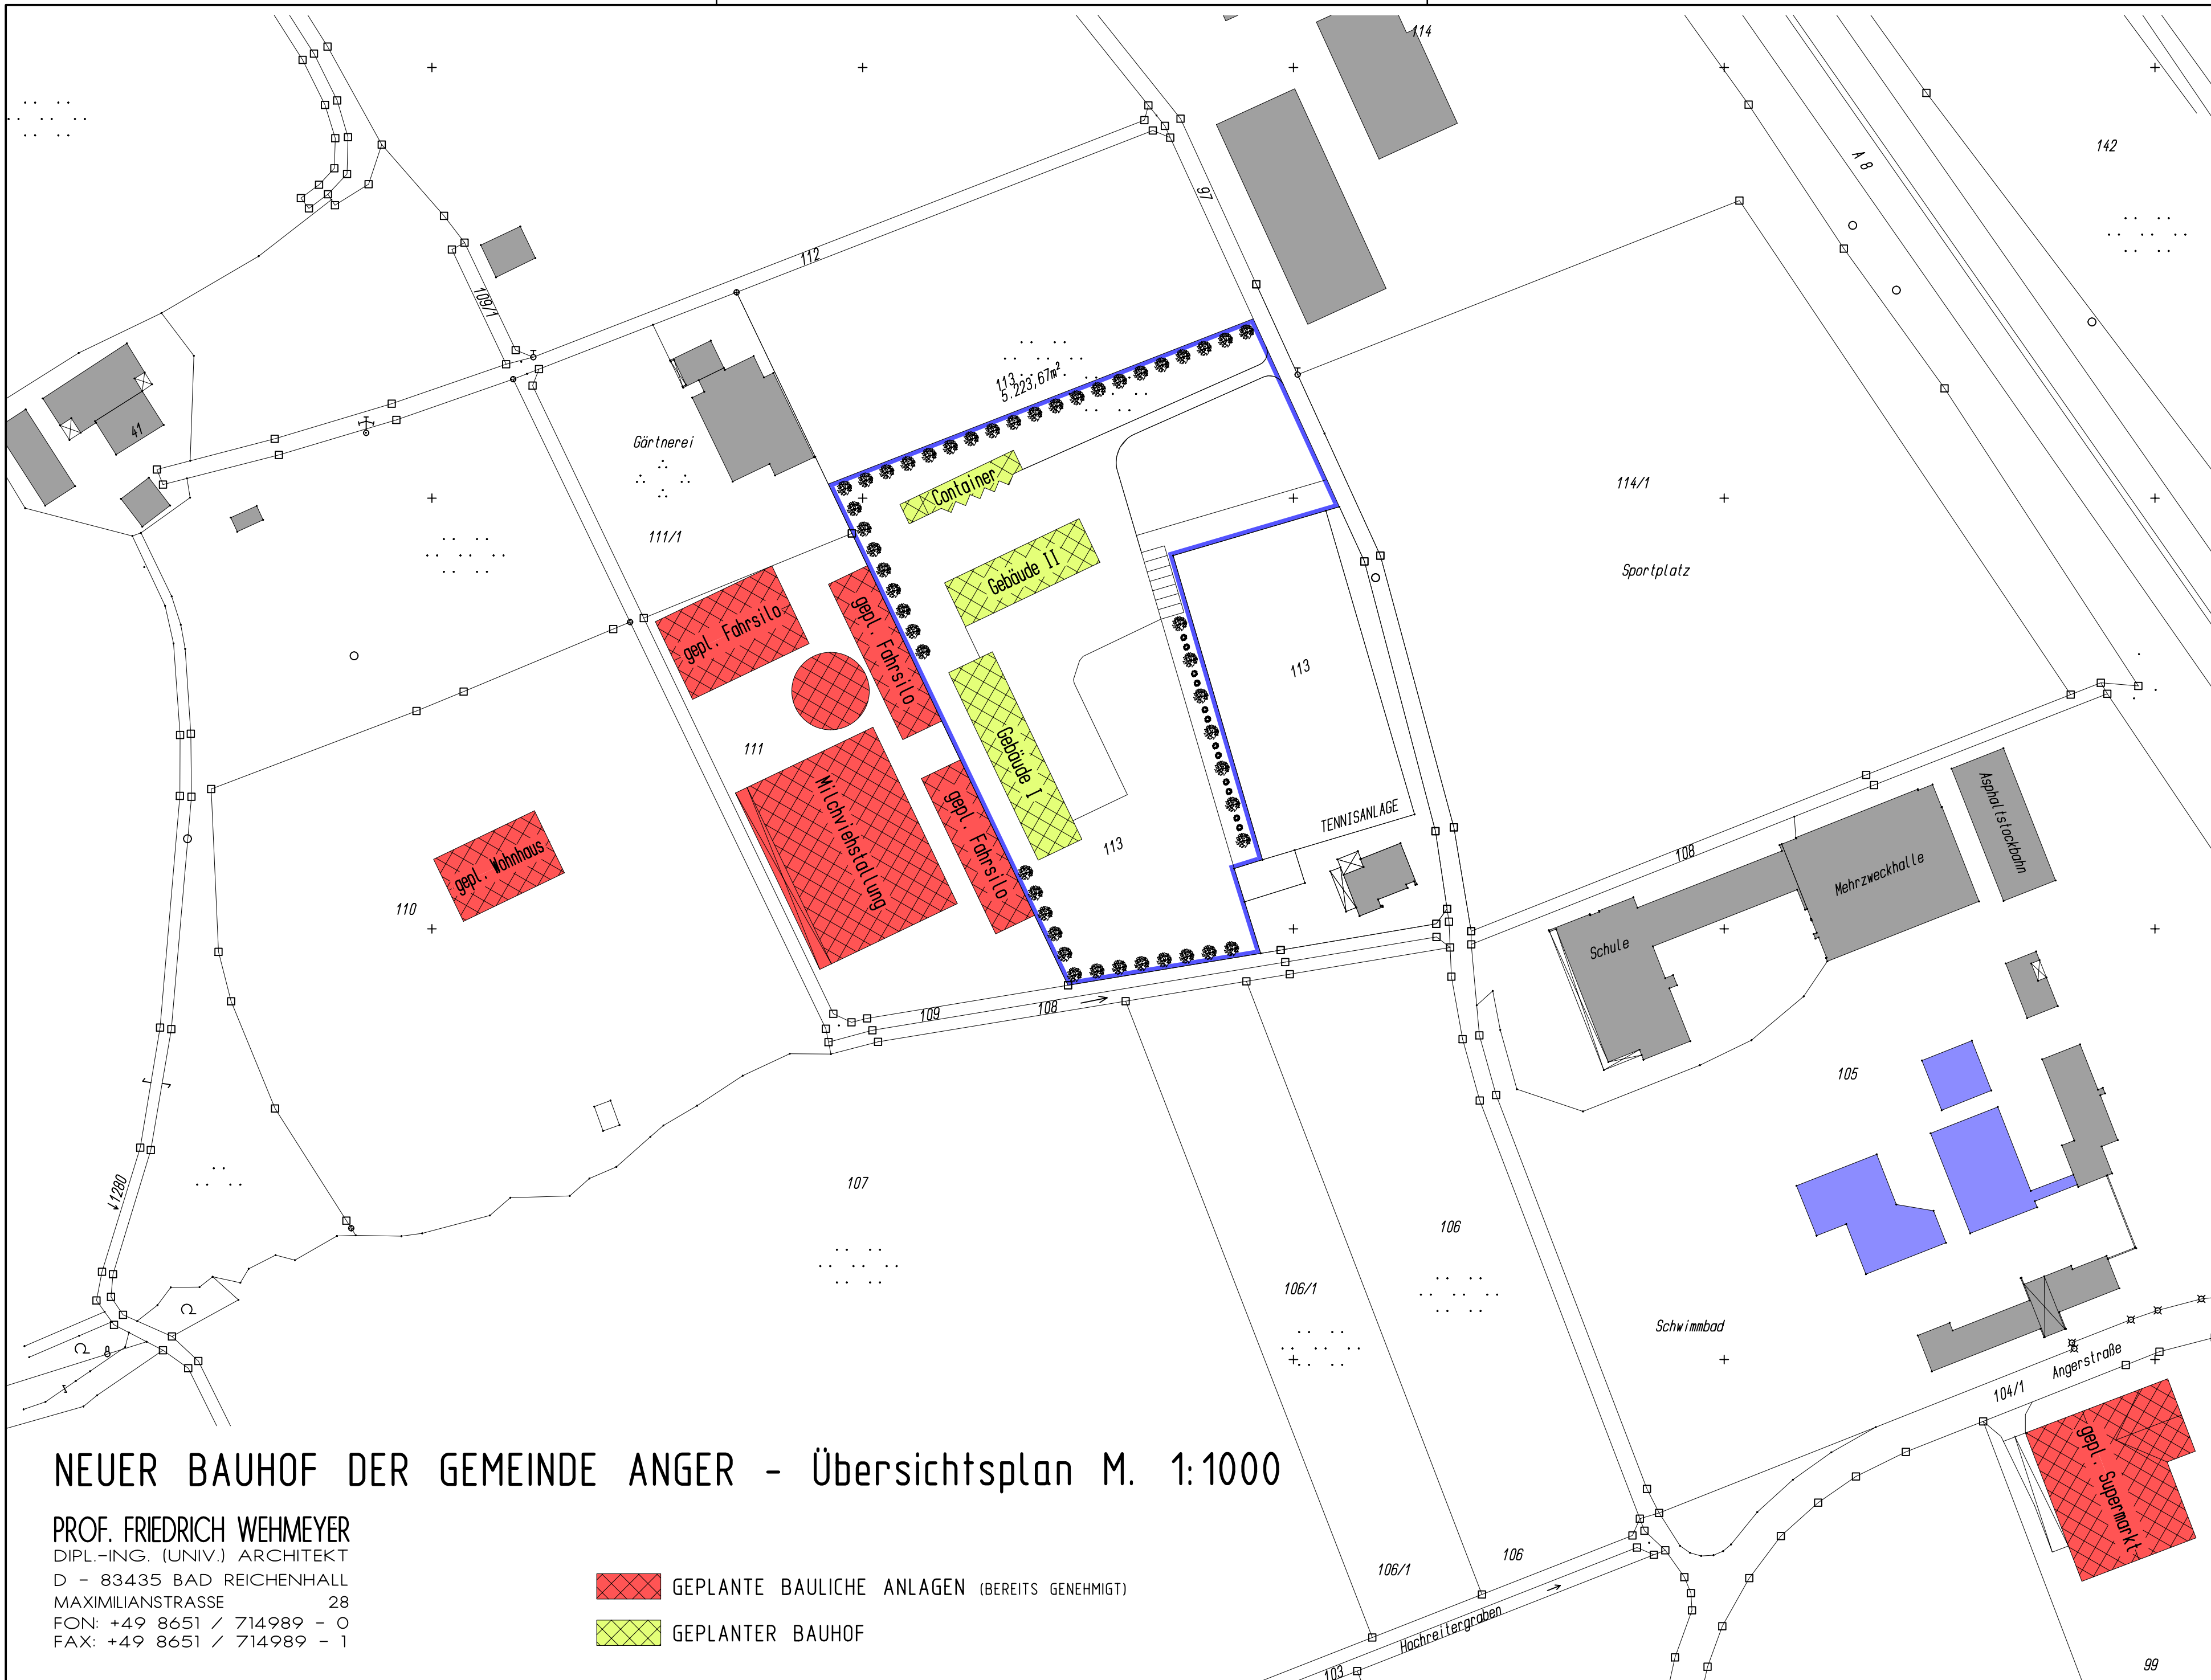 114
142
A 8
97
112
109/1
113
5.223,67m²
41
Gärtnerei
Container
114/1
111/1
Sportplatz
Gebäude II
gepl. Fahrsilo
gepl. Fahrsilo
113
111
Gebäude I
Milchviehstallung
gepl. Fahrsilo
TENNISANLAGE
Asphaltstockbahn
113
108
Mehrzweckhalle
gepl. Wohnhaus
110
Schule
109
108
105
1280
107
106
106/1
Schwimmbad
Angerstraße
104/1
8
gepl. Supermarkt
NEUER BAUHOF DER GEMEINDE ANGER - Übersichtsplan M. 1:1000
PROF. FRIEDRICH WEHMEYER
DIPL.-ING. (UNIV.) ARCHITEKT
D - 83435 BAD REICHENHALL
MAXIMILIANSTRASSE 28
FON: +49 8651 / 714989 - 0
FAX: +49 8651 / 714989 - 1
GEPLANTE BAULICHE ANLAGEN (BEREITS GENEHMIGT)
GEPLANTER BAUHOF
106
106/1
Hochreitergraben
103
99